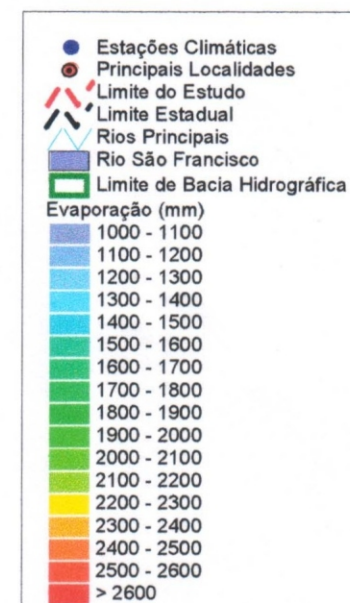 Estações Climáticas
Principais Localidades
Limite do Estudo
Limite Estadual
Rios Principais
Rio São Francisco
Limite de Bacia Hidrográfica
Evaporação (mm)
1000 - 1100
1100 - 1200
1200 - 1300
1300 - 1400
1400 - 1500
1500 - 1600
1600 - 1700
1700 - 1800
1800 - 1900
1900 - 2000
2000 - 2100
2100 - 2200
2200 - 2300
2300 - 2400
2400 - 2500
2500 - 2600
> 2600